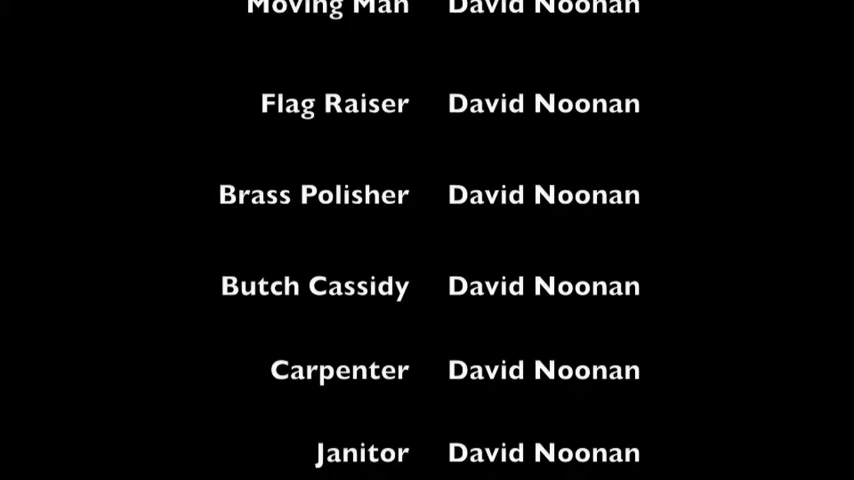 Moving Man David Noonan
Flag Raiser David Noonan
Brass Polisher David Noonan
Butch Cassidy David Noonan
Carpenter David Noonan
Janitor David Noonan